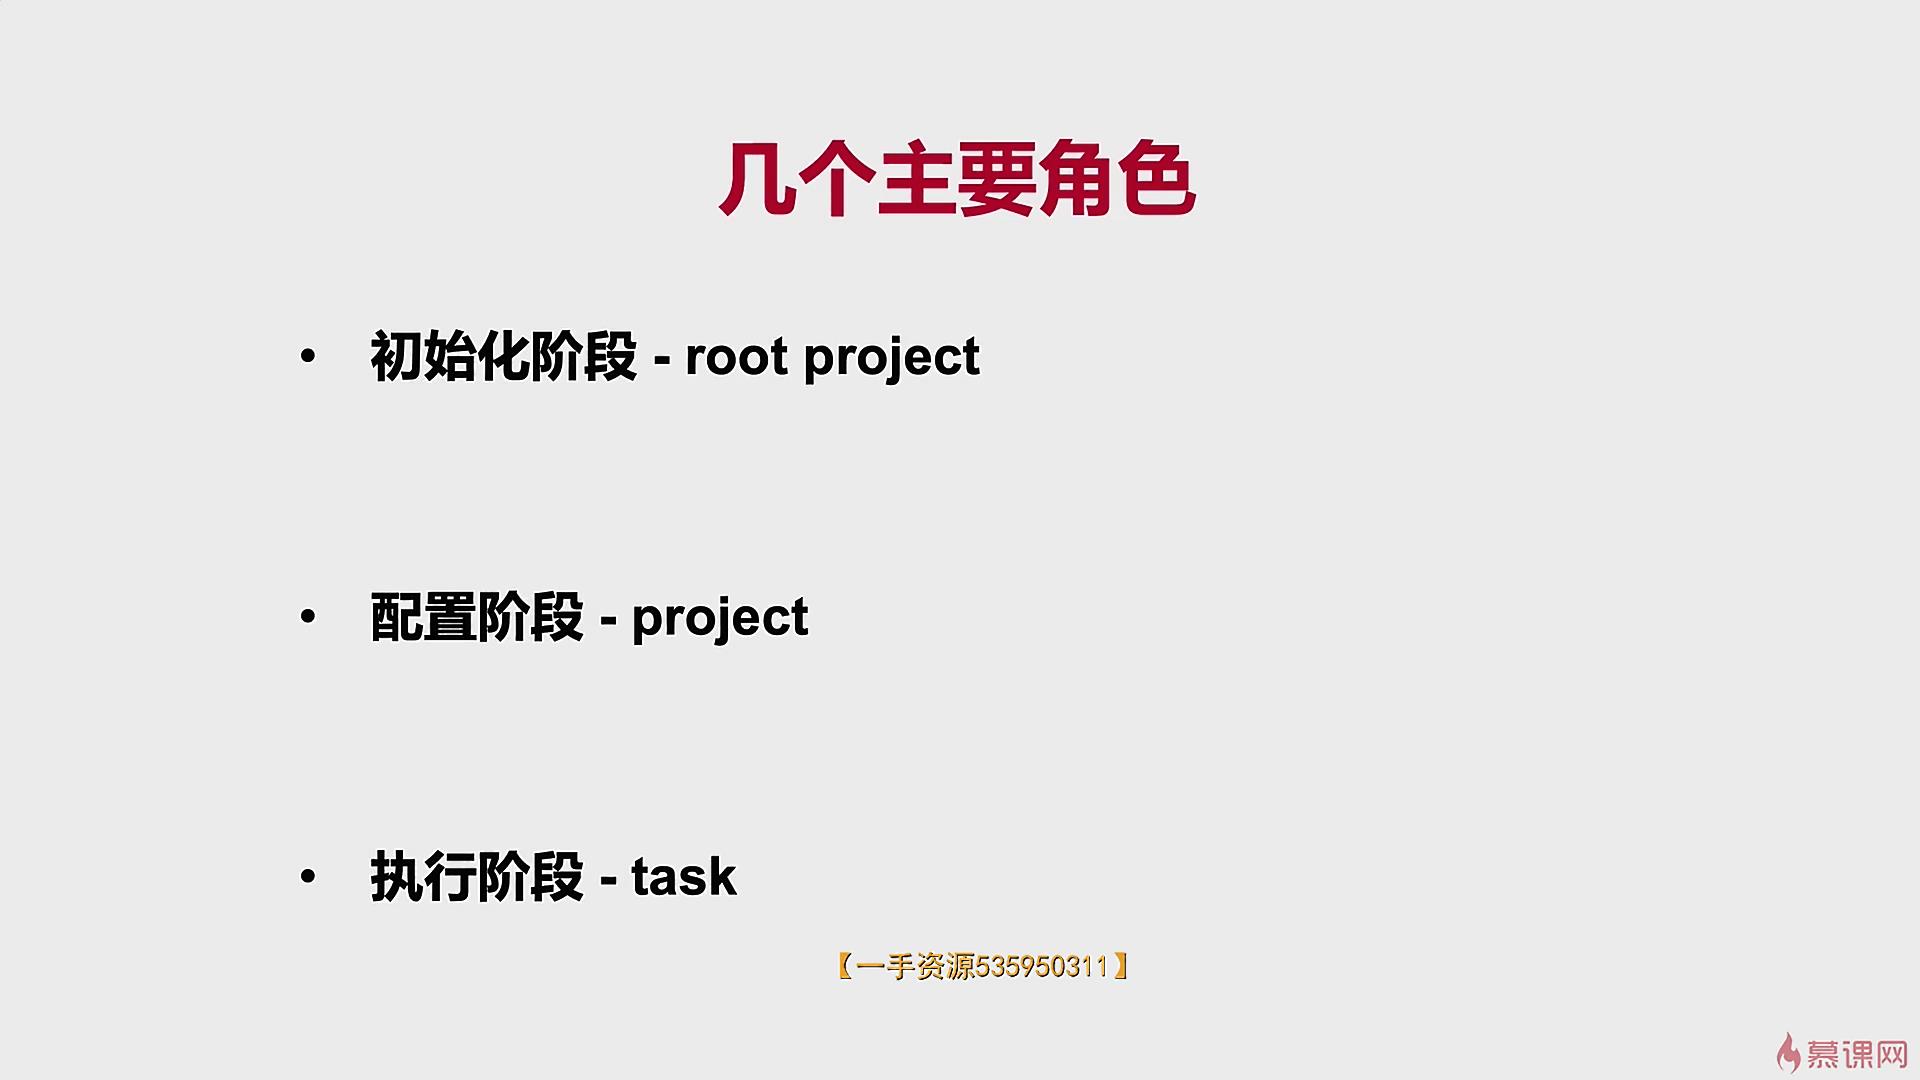 几个主要角色
• 初始化阶段 - root project
• 配置阶段 - project
• 执行阶段 - task
【一手资源535950311】
慕课网